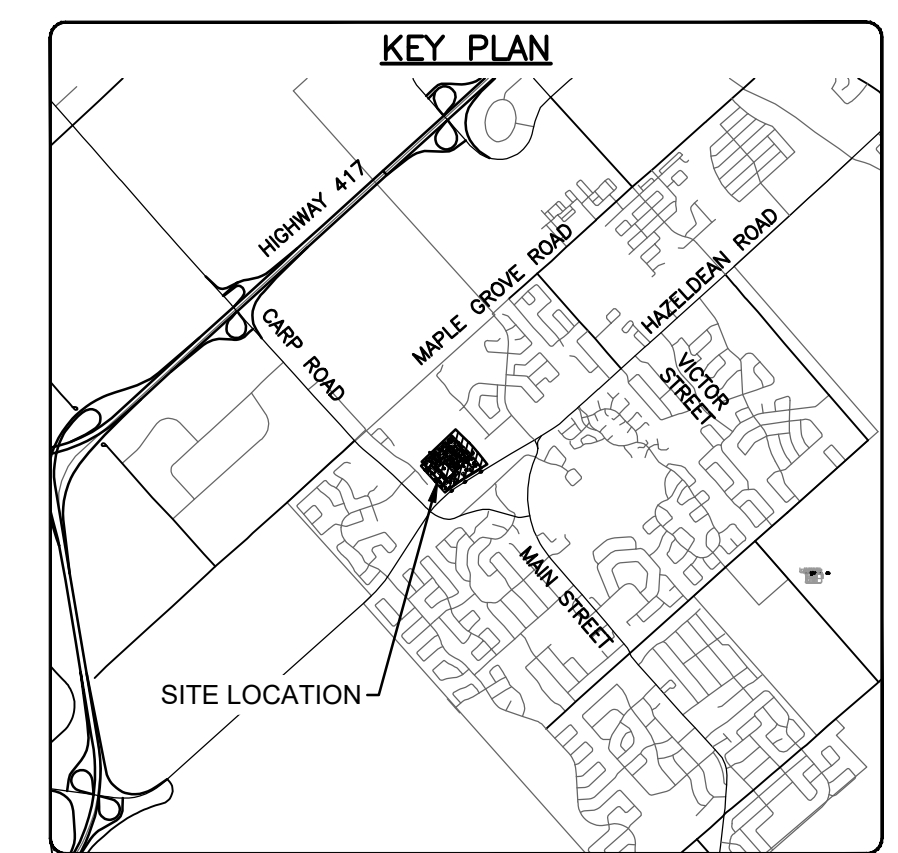 KEY PLAN
HIGHWAY 417
MAPLE GROVE ROAD
HAZELDEAN ROAD
CARP ROAD
VICTOR
STREET
MAIN STREET
SITE LOCATION